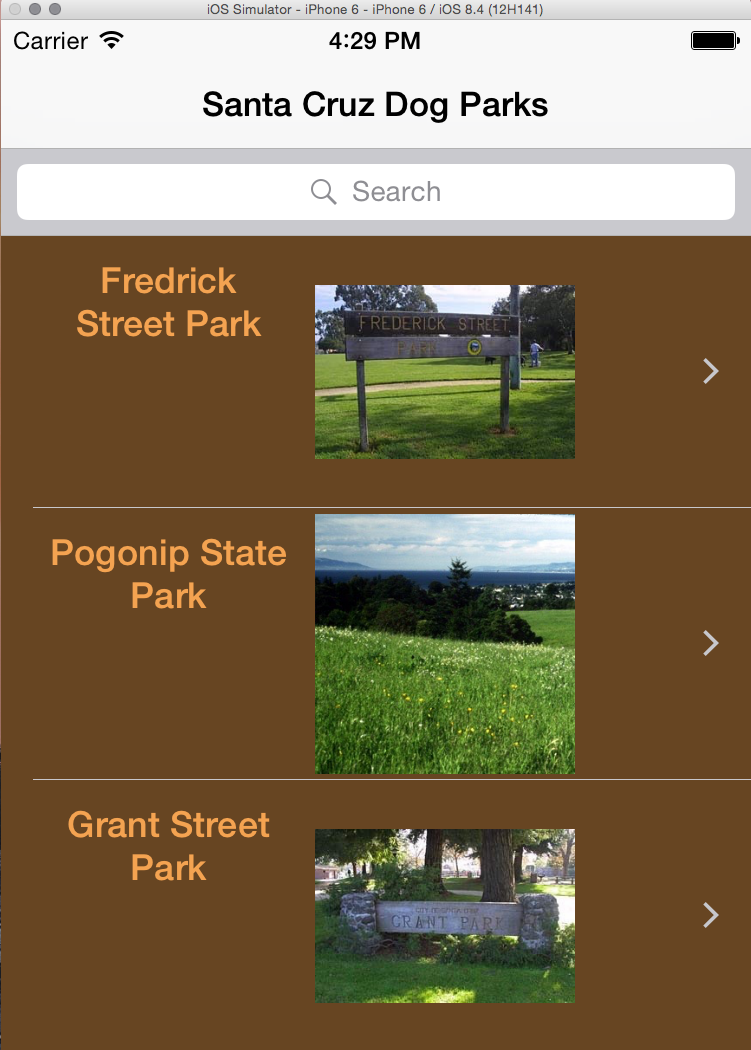 iOS Simulator - iPhone 6 - iPhone 6 / iOS 8.4 (12H141)
Carrier 4:29 PM
Santa Cruz Dog Parks
Search
Fredrick
Street Park
FREDERICK STREET
PARK
Pogonip State
Park
Grant Street
Park
GRANT PARK